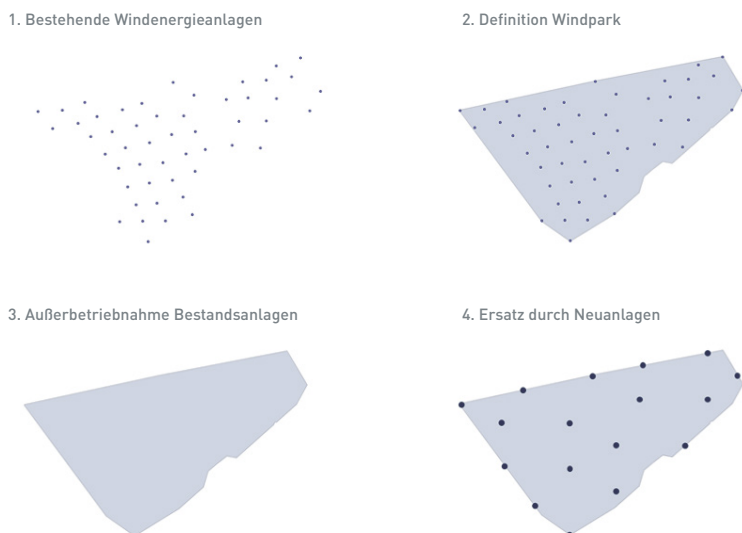 1. Bestehende Windenergieanlagen
2. Definition Windpark
3. Außerbetriebnahme Bestandsanlagen
4. Ersatz durch Neuanlagen